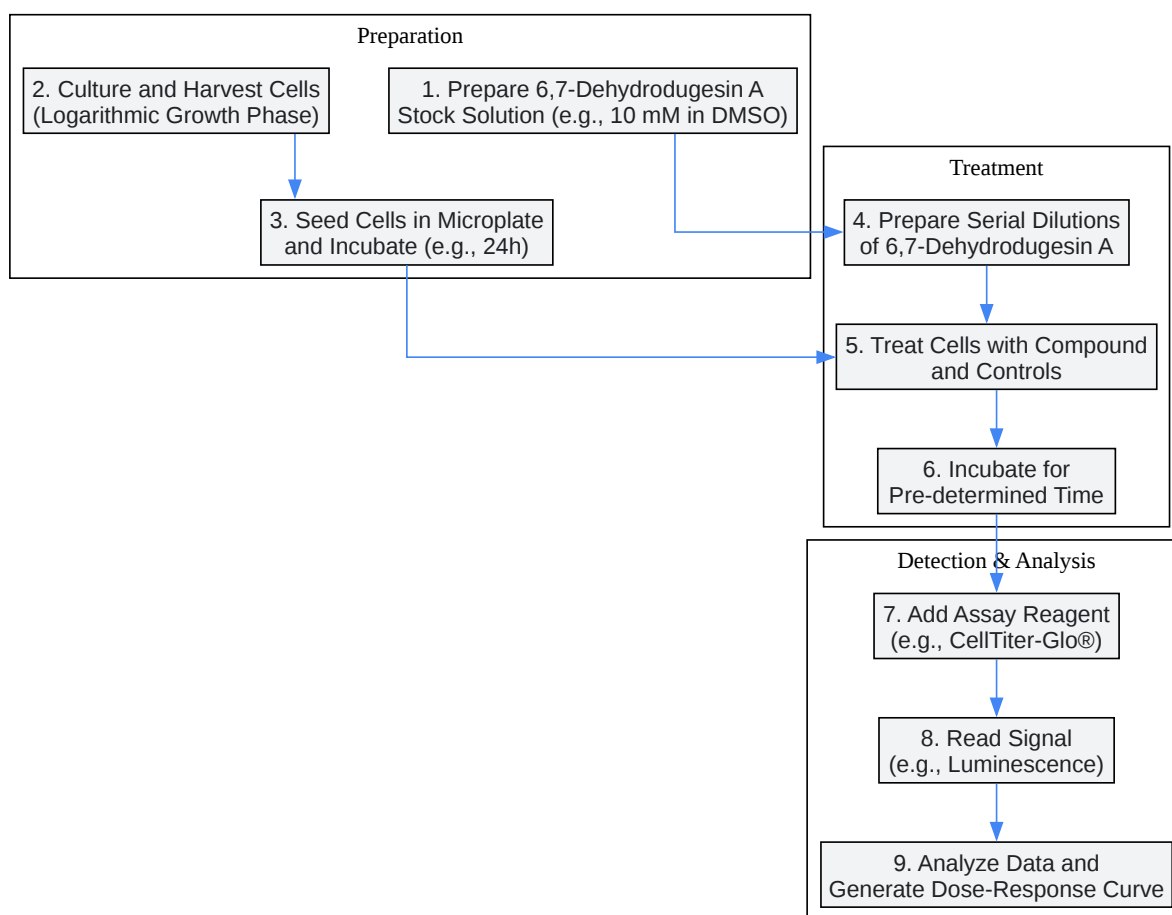 Preparation
2. Culture and Harvest Cells
(Logarithmic Growth Phase)
1. Prepare 6,7-Dehydrodugesin A
Stock Solution (e.g., 10 mM in DMSO)
3. Seed Cells in Microplate
and Incubate (e.g., 24h)
Treatment
4. Prepare Serial Dilutions
of 6,7-Dehydrodugesin A
5. Treat Cells with Compound
and Controls
6. Incubate for
Pre-determined Time
Detection & Analysis
7. Add Assay Reagent
(e.g., CellTiter-Glo®)
8. Read Signal
(e.g., Luminescence)
9. Analyze Data and
Generate Dose-Response Curve